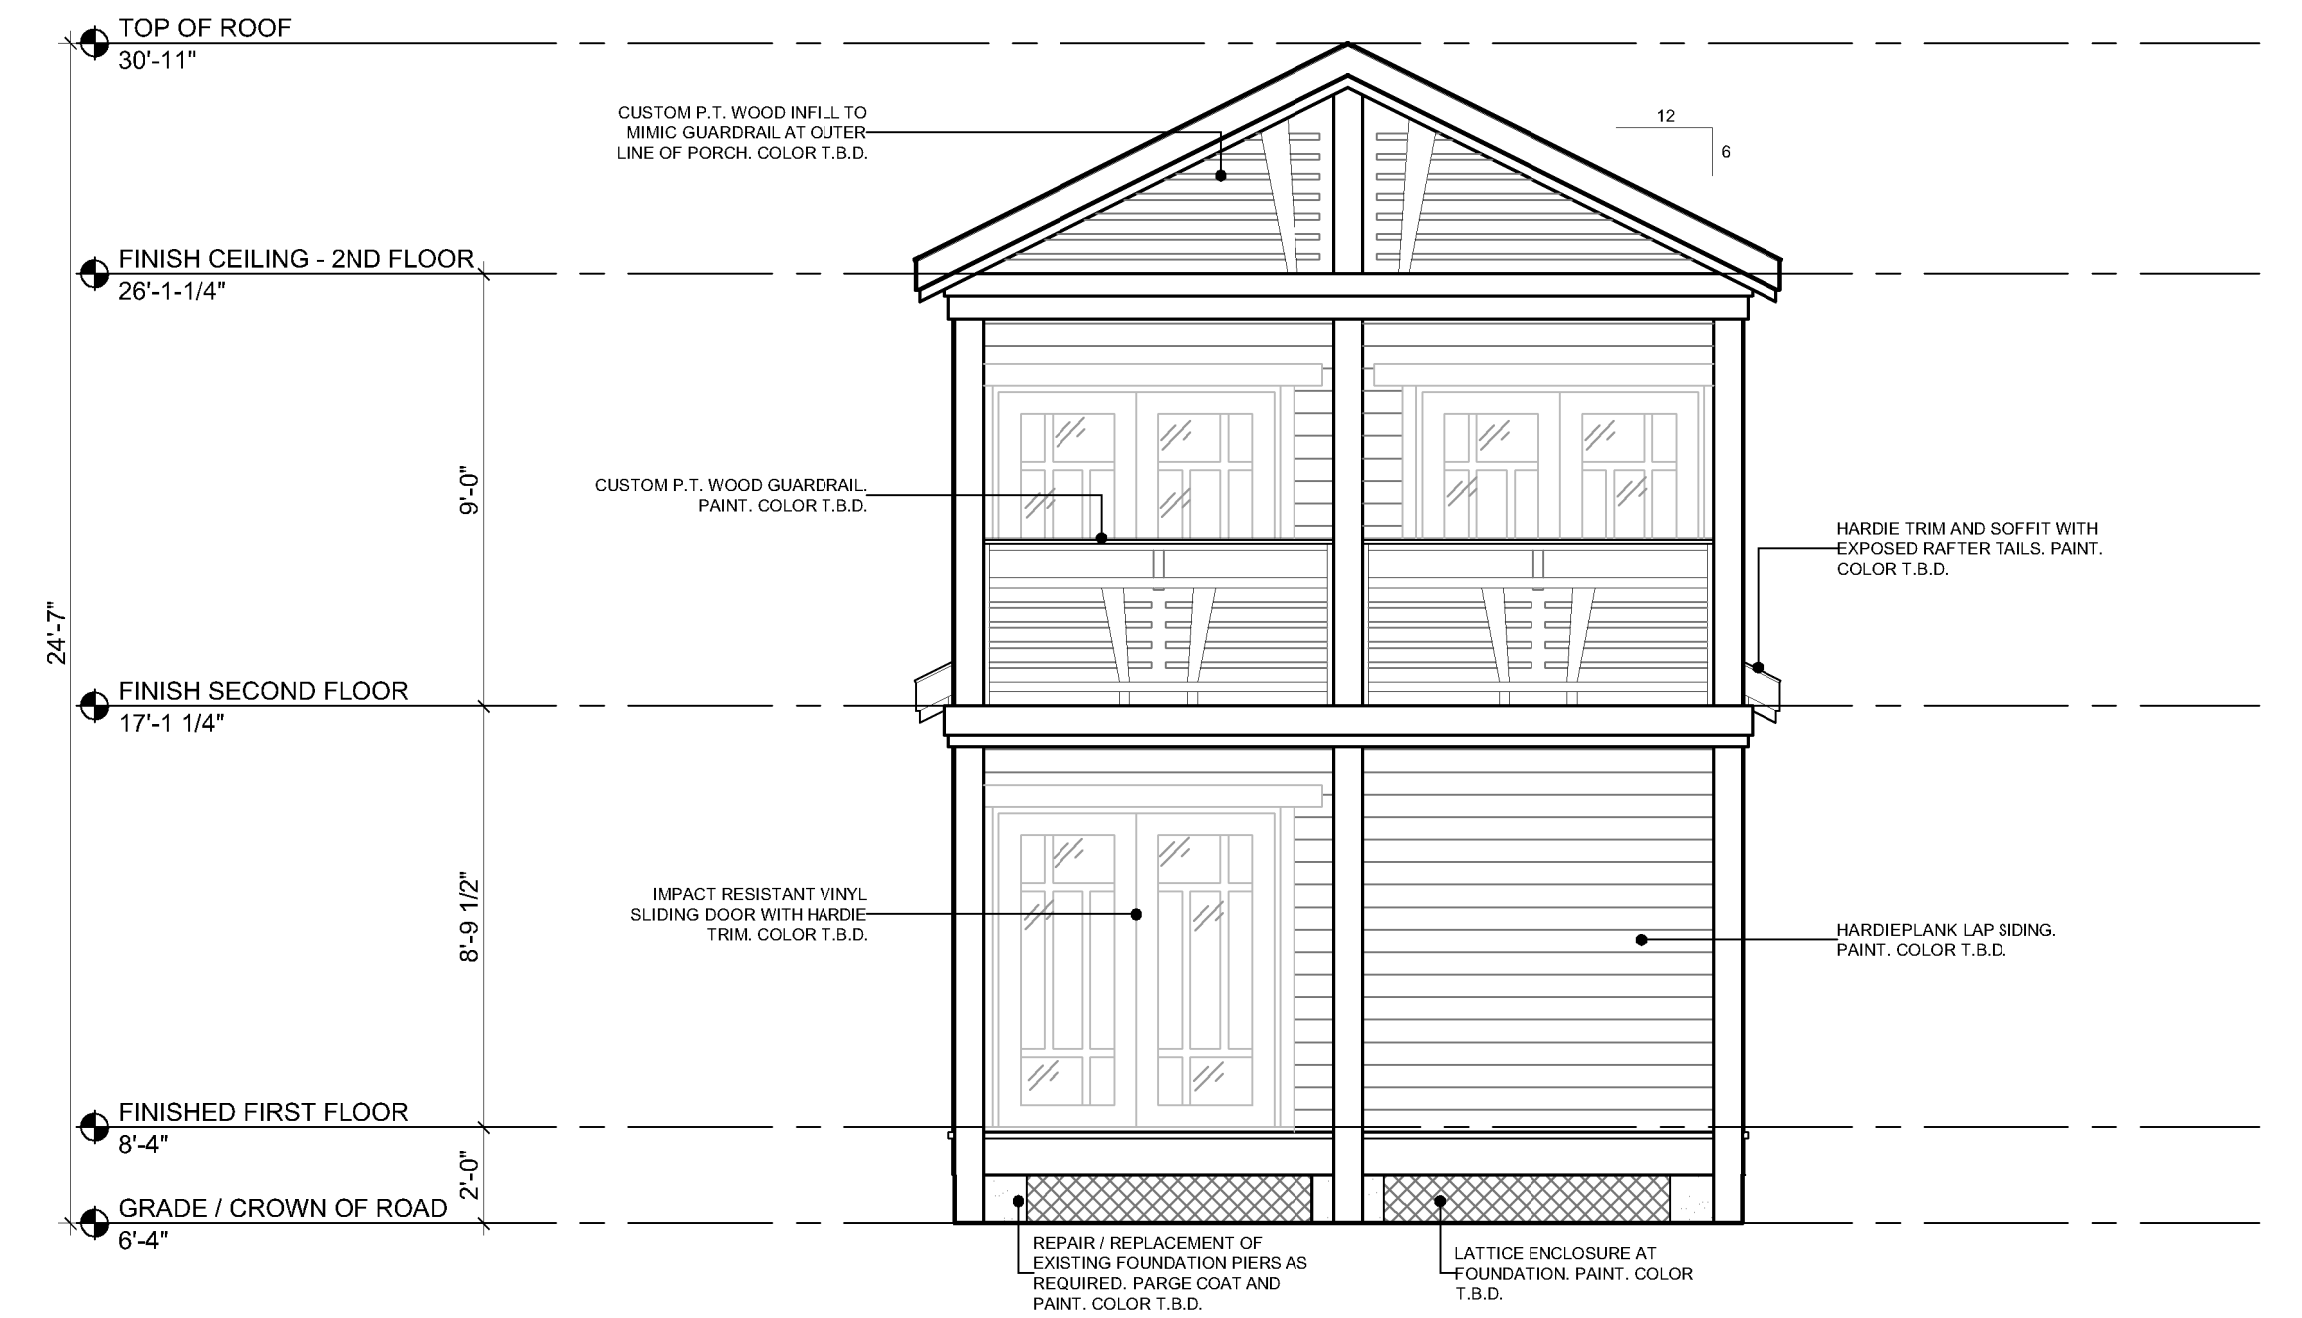 TOP OF ROOF
30'-11"
CUSTOM P.T. WOOD INFILL TO
MIMIC GUARDRAIL AT OUTER
LINE OF PORCH. COLOR T.B.D.
12
6
FINISH CEILING - 2ND FLOOR
26'-1-1/4"
9'-0"
CUSTOM P.T. WOOD GUARDRAIL.
PAINT. COLOR T.B.D.
HARDIE TRIM AND SOFFIT WITH
EXPOSED RAFTER TAILS. PAINT.
COLOR T.B.D.
24'-7"
FINISH SECOND FLOOR
17'-1 1/4"
8'-9 1/2"
IMPACT RESISTANT VINYL
SLIDING DOOR WITH HARDIE
TRIM. COLOR T.B.D.
HARDIEPLANK LAP SIDING.
PAINT. COLOR T.B.D.
FINISHED FIRST FLOOR
8'-4"
2'-0"
GRADE / CROWN OF ROAD
6'-4"
REPAIR / REPLACEMENT OF
EXISTING FOUNDATION PIERS AS
REQUIRED. PARGE COAT AND
PAINT. COLOR T.B.D.
LATTICE ENCLOSURE AT
FOUNDATION. PAINT. COLOR
T.B.D.